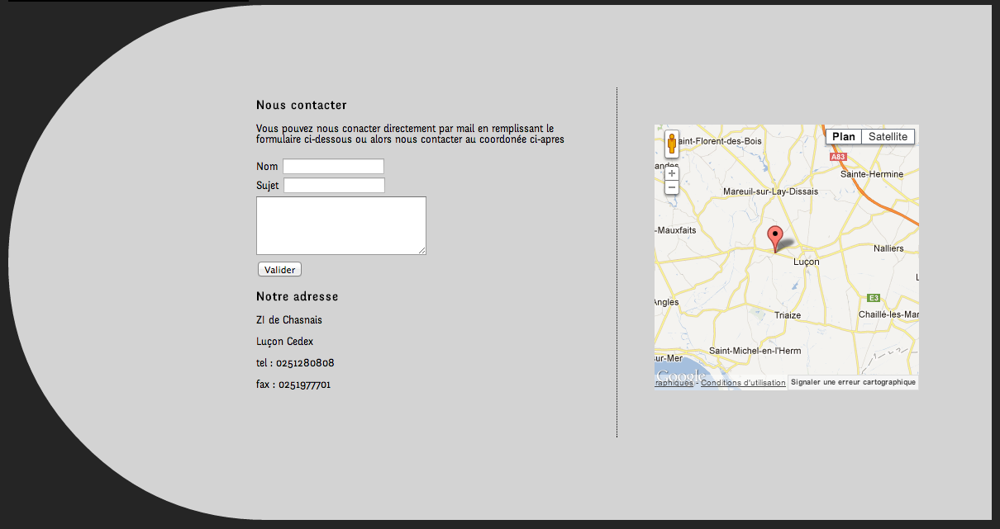 Nous contacter
Vous pouvez nous conacter directement par mail en remplissant le
formulaire ci-dessous ou alors nous contacter au coordonée ci-apres
Nom
Sujet
Valider
Notre adresse
ZI de Chasnais
Luçon Cedex
tel : 0251280808
fax : 0251977701
Plan Satellite
aint-Florent-des-Bois
A83
andes
Sainte-Hermine
Mareuil-sur-Lay-Dissais
-Mauxfaits
Nalliers
Luçon
L
E3
Angles
Triaize
Chaillé-les-Mar
Saint-Michel-en-l'Herm
sur-Mer
Google
raphiques - Conditions d'utilisation
Signaler une erreur cartographique